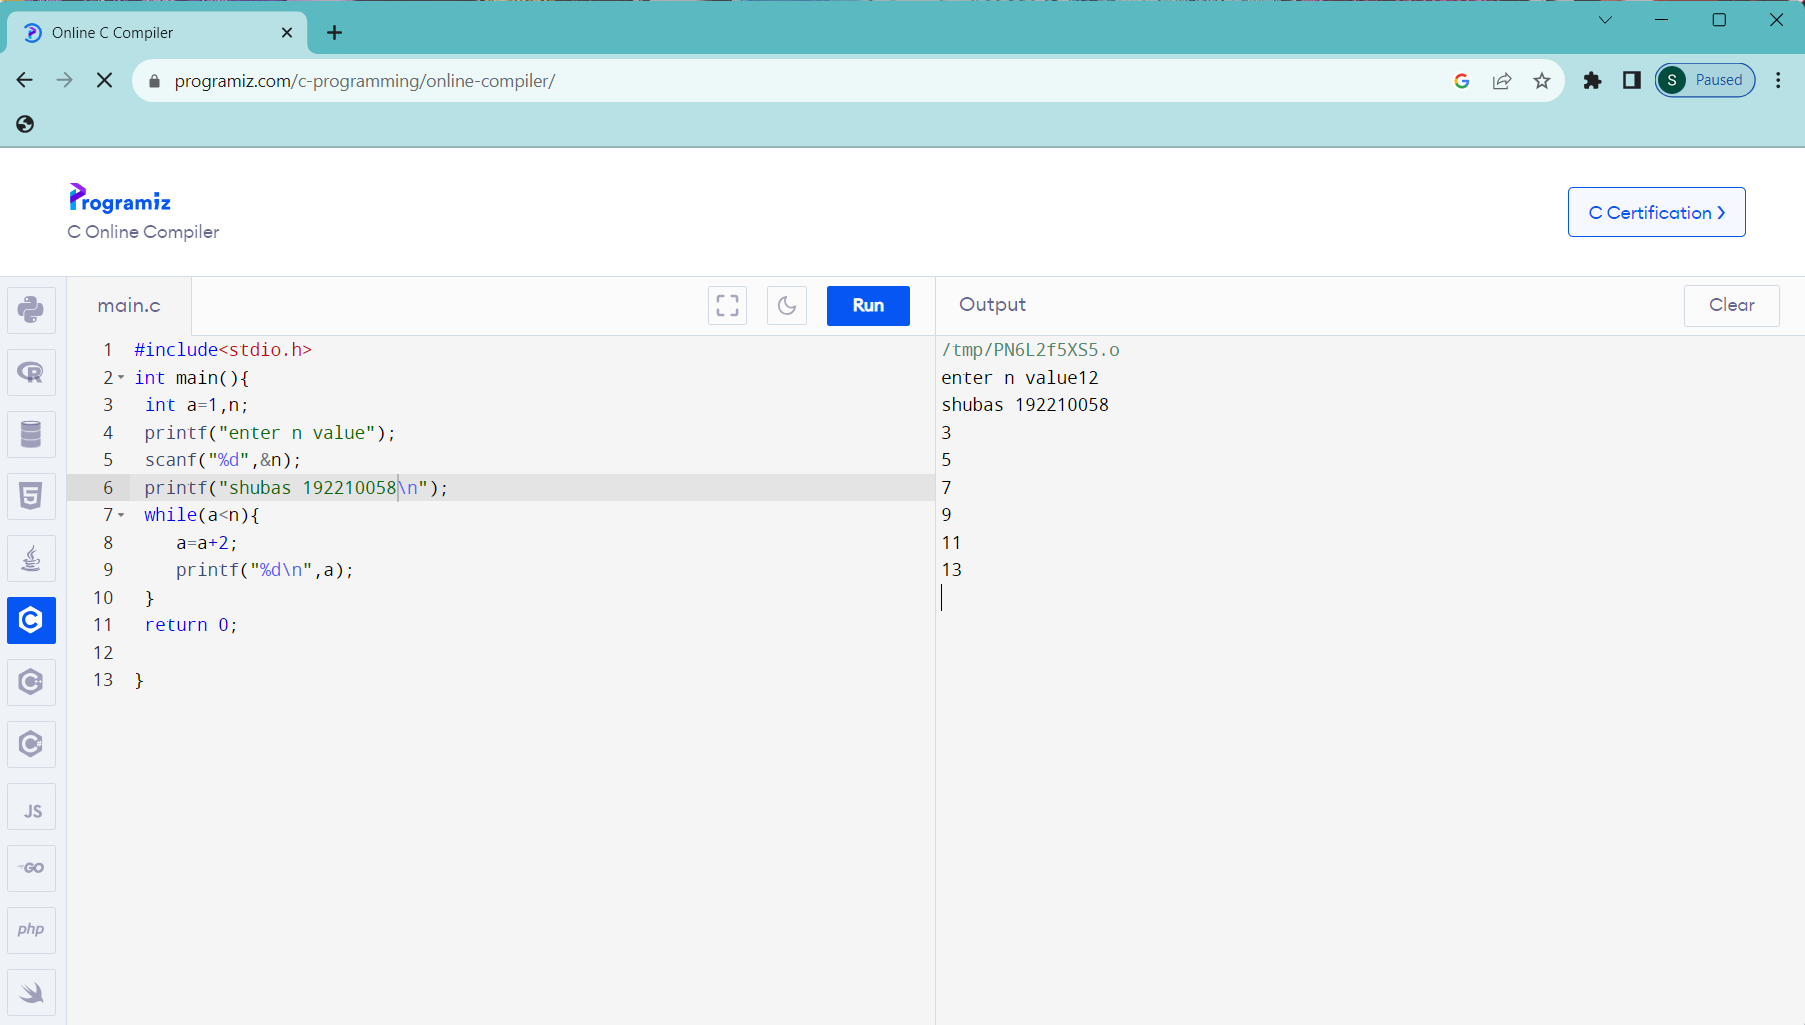 Online C Compiler
programiz.com/c-programming/online-compiler/
S Paused
Programiz
C Online Compiler
C Certification
main.c
Run
Output
Clear
1 #include<stdio.h>
2 int main(){
3 int a=1,n;
4 printf("enter n value");
5 scanf("%d",&n);
6 printf("shubas 192210058\n");
7 while(a<n){
8 a=a+2;
9 printf("%d\n",a);
10 }
11 return 0;
12
13 }
/tmp/PN6L2f5XS5.o
enter n value12
shubas 192210058
3
5
7
9
11
13
JS
GO
php